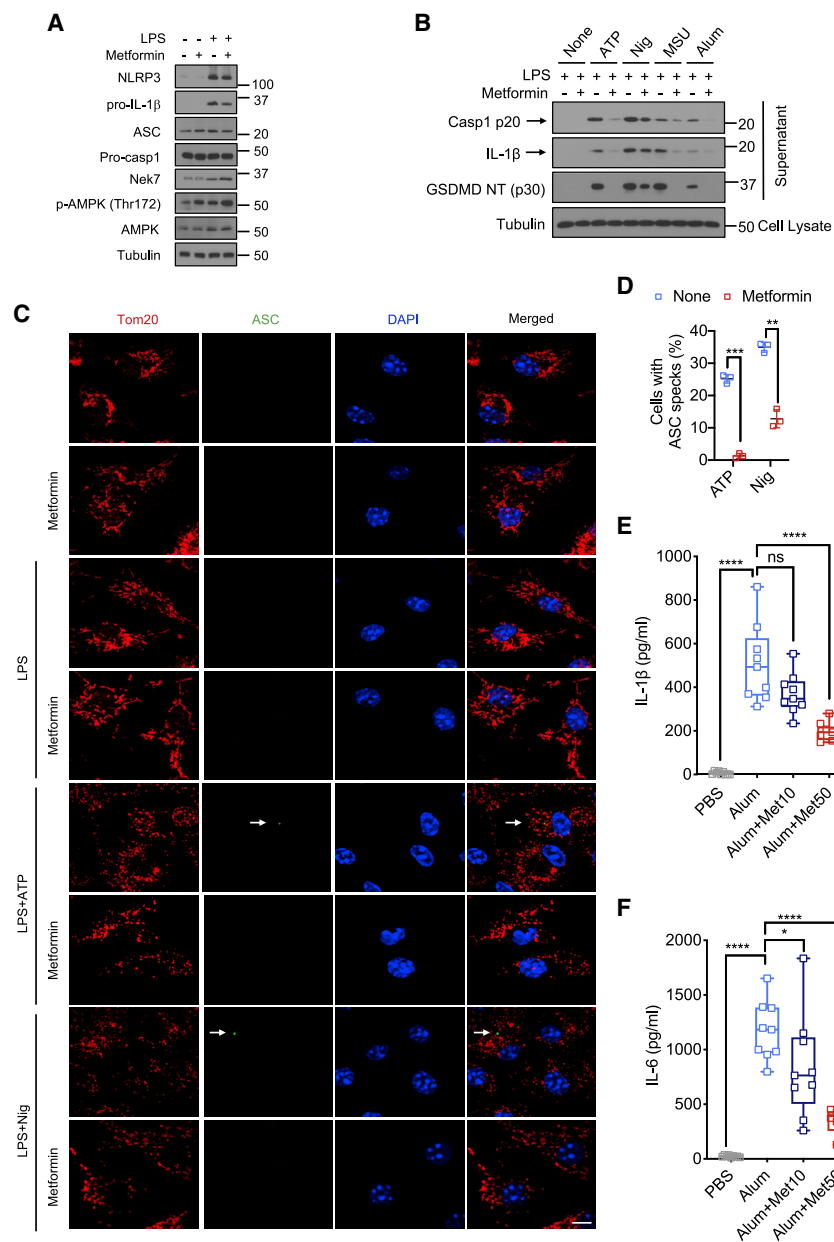 A
LPS - - + +
Metformin - + - +
NLRP3
100
pro-IL-1β
37
ASC
20
Pro-casp1
50
Nek7
37
p-AMPK (Thr172)
50
AMPK
50
Tubulin
50
B
None ATP Nig MSU Alum
LPS + + + + + + + + + +
Metformin - + - + - + - + - +
Casp1 p20
20
IL-1β
20
GSDMD NT (p30)
37
Supernatant
Tubulin
50 Cell Lysate
C
Tom20 ASC DAPI Merged
Metformin
LPS
Metformin
LPS+ATP
Metformin
LPS+Nig
Metformin
D
None Metformin
Cells with
ASC specks (%)
40
30
20
10
0
***
**
ATP Nig
E
IL-1β (pg/ml)
1000
800
600
400
200
0
****
ns
****
PBS
Alum
Alum+Met10
Alum+Met50
F
IL-6 (pg/ml)
2000
1500
1000
500
0
****
*
****
PBS
Alum
Alum+Met10
Alum+Met50